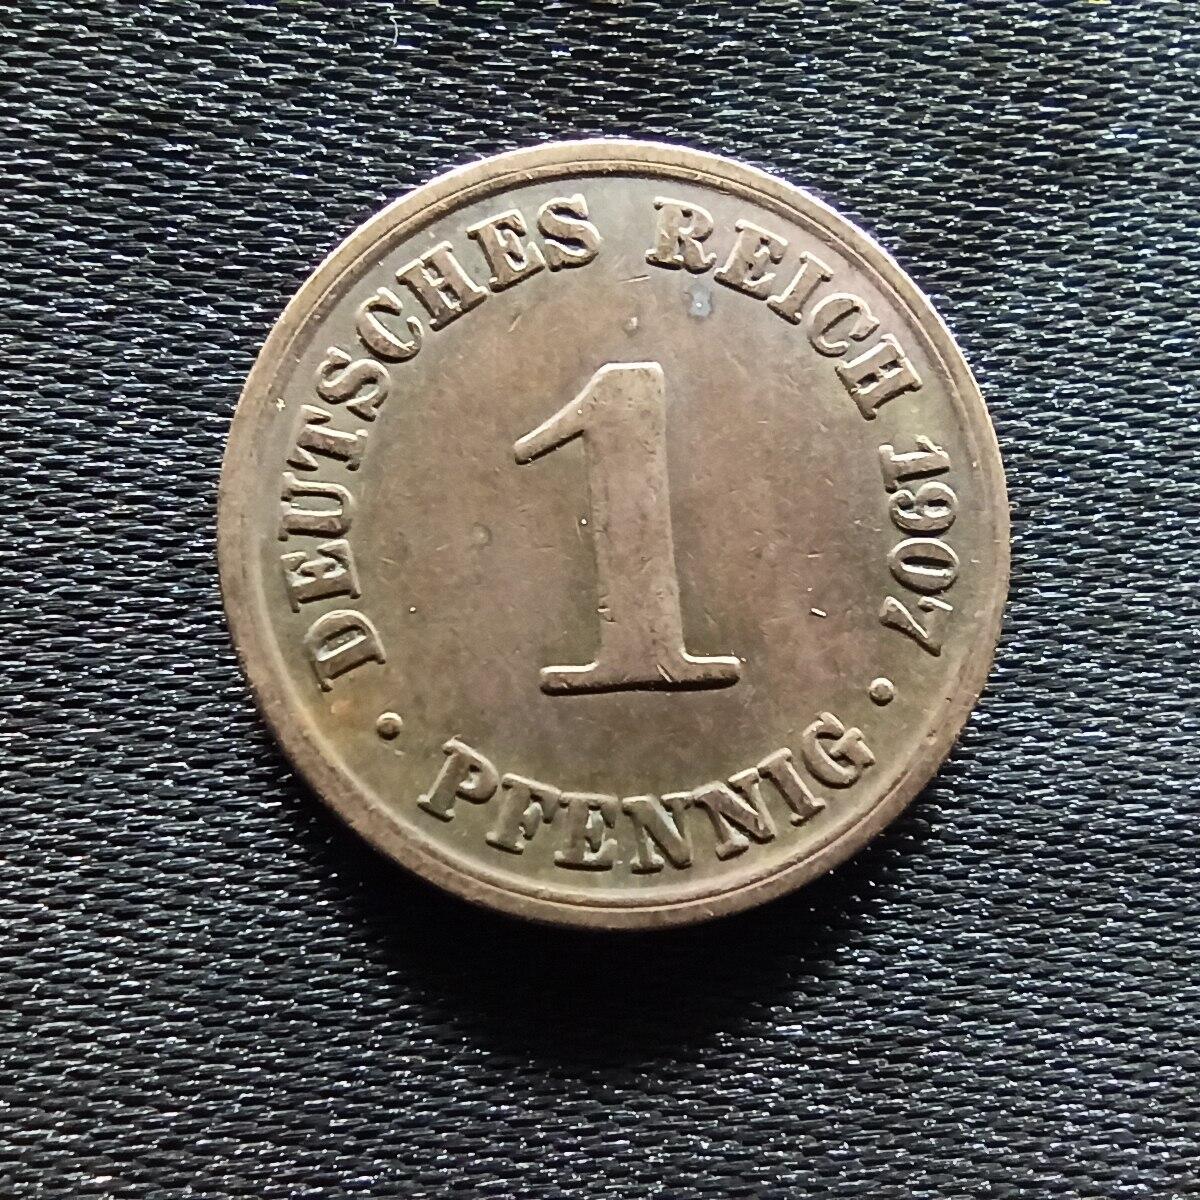 DEUTSCHES REICH 1907
1
· PFENNIG ·